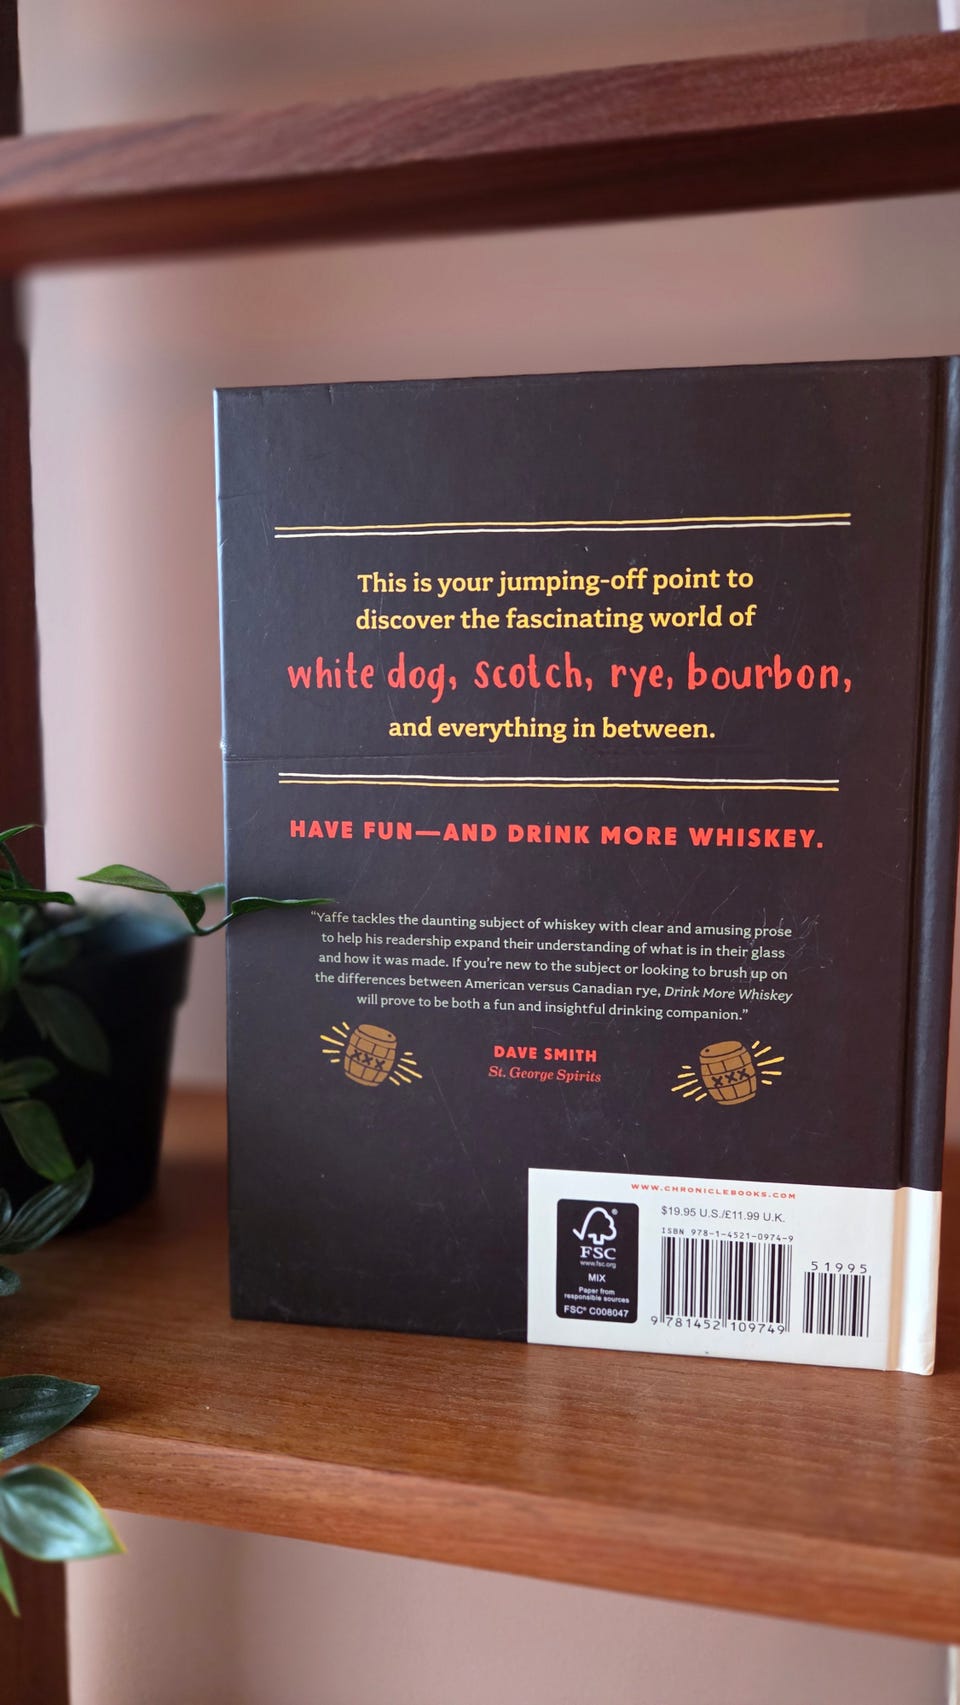 This is your jumping-off point to
discover the fascinating world of
white dog, scotch, rye, bourbon,
and everything in between.
HAVE FUN—AND DRINK MORE WHISKEY.
“Yaffe tackles the daunting subject of whiskey with clear and amusing prose
to help his readership expand their understanding of what is in their glass
and how it was made. If you’re new to the subject or looking to brush up on
the differences between American versus Canadian rye, Drink More Whiskey
will prove to be both a fun and insightful drinking companion.”
XXX
XXX
DAVE SMITH
St. George Spirits
WWW.CHRONICLEBOOKS.COM
$19.95 U.S./£11.99 U.K.
ISBN 978-1-4521-0974-9
51995
9 781452 109749
FSC
www.fsc.org
MIX
Paper from
responsible sources
FSC® C008047